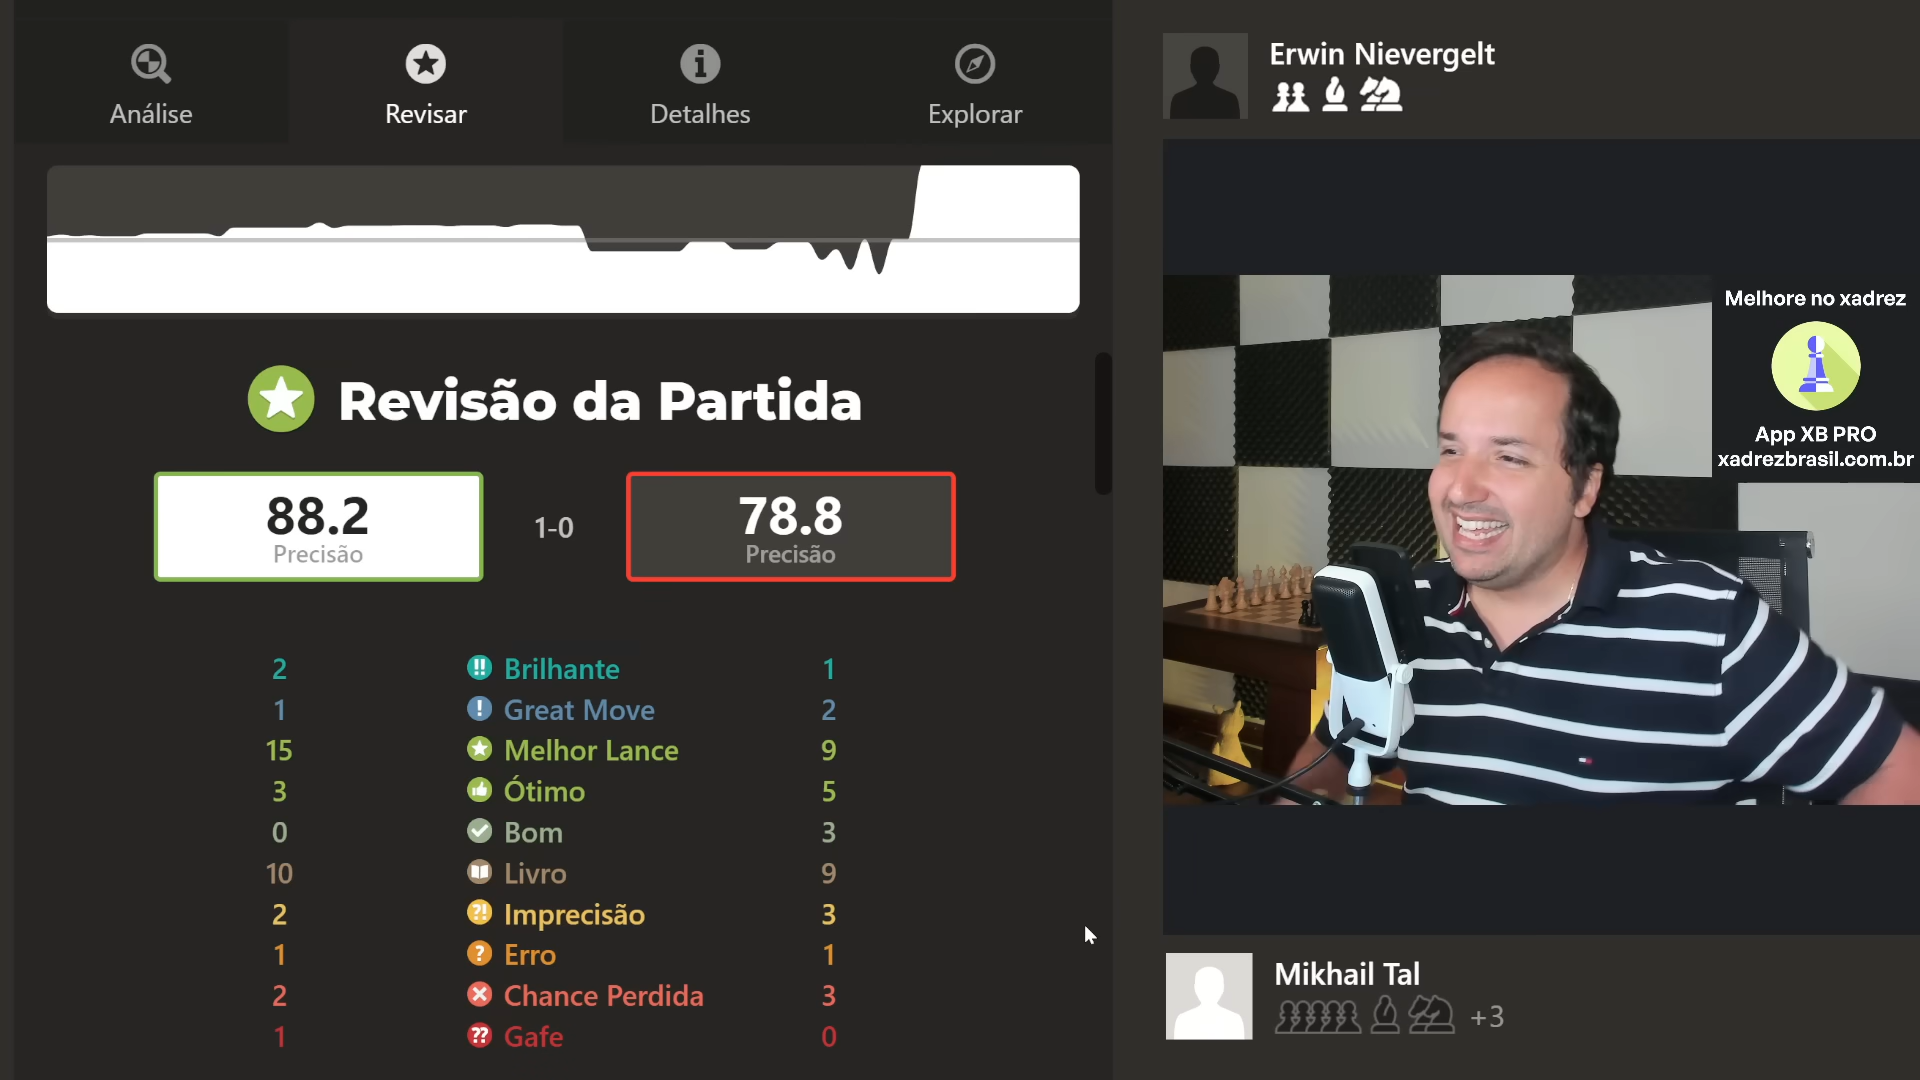 Análise
Revisar
Detalhes
Explorar
Revisão da Partida
88.2
Precisão
1-0
78.8
Precisão
2 !! Brilhante 1
1 ! Great Move 2
15 Melhor Lance 9
3 Ótimo 5
0 Bom 3
10 Livro 9
2 ?! Imprecisão 3
1 ? Erro 1
2 Chance Perdida 3
1 ?? Gafe 0
Erwin Nievergelt
Melhore no xadrez
App XB PRO
xadrezbrasil.com.br
Mikhail Tal
+3